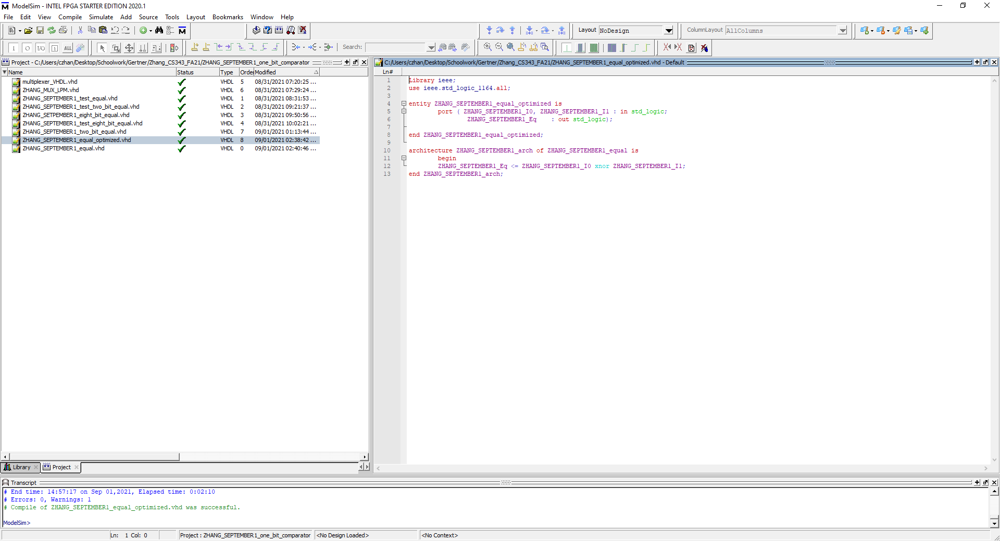 ModelSim - INTEL FPGA STARTER EDITION 2020.1
File Edit View Compile Simulate Add Source Tools Layout Bookmarks Window Help
Layout NoDesign ColumnLayout AllColumns
Search:
Project - C:/Users/czhan/Desktop/Schoolwork/Gertner/Zhang_CS343_FA21/ZHANG_SEPTEMBER1_one_bit_comparator
Name Status Type Order Modified
multiplexer_VHDL.vhd VHDL 5 08/31/2021 07:20:25 ...
ZHANG_MUX_LPM.vhd VHDL 6 08/31/2021 07:29:24 ...
ZHANG_SEPTEMBER1_test_equal.vhd VHDL 1 08/31/2021 08:31:53 ...
ZHANG_SEPTEMBER1_test_two_bit_equal.vhd VHDL 2 08/31/2021 09:21:37 ...
ZHANG_SETPEMBER1_eight_bit_equal.vhd VHDL 3 08/31/2021 09:50:56 ...
ZHANG_SEPTEMBER1_test_eight_bit_equal.vhd VHDL 4 08/31/2021 10:02:21 ...
ZHANG_SEPTEMBER1_two_bit_equal.vhd VHDL 7 09/01/2021 01:13:44 ...
ZHANG_SEPTEMBER1_equal_optimized.vhd VHDL 8 09/01/2021 02:38:42 ...
ZHANG_SEPTEMBER1_equal.vhd VHDL 0 09/01/2021 02:40:46 ...
Library Project
C:/Users/czhan/Desktop/Schoolwork/Gertner/Zhang_CS343_FA21/ZHANG_SEPTEMBER1_equal_optimized.vhd - Default
Ln#
1 Library ieee;
2 use ieee.std_logic_1164.all;
3
4 entity ZHANG_SEPTEMBER1_equal_optimized is
5 port ( ZHANG_SEPTEMBER1_I0, ZHANG_SEPTEMBER1_I1 : in std_logic;
6 ZHANG_SEPTEMBER1_Eq : out std_logic);
7
8 end ZHANG_SEPTEMBER1_equal_optimized;
9
10 architecture ZHANG_SEPTEMBER1_arch of ZHANG_SEPTEMBER1_equal is
11 begin
12 ZHANG_SEPTEMBER1_Eq <= ZHANG_SEPTEMBER1_I0 xnor ZHANG_SEPTEMBER1_I1;
13 end ZHANG_SEPTEMBER1_arch;
Transcript
# End time: 14:57:17 on Sep 01,2021, Elapsed time: 0:02:10
# Errors: 0, Warnings: 1
# Compile of ZHANG_SEPTEMBER1_equal_optimized.vhd was successful.
ModelSim>
Ln: 1 Col: 0 Project : ZHANG_SEPTEMBER1_one_bit_comparator <No Design Loaded> <No Context>